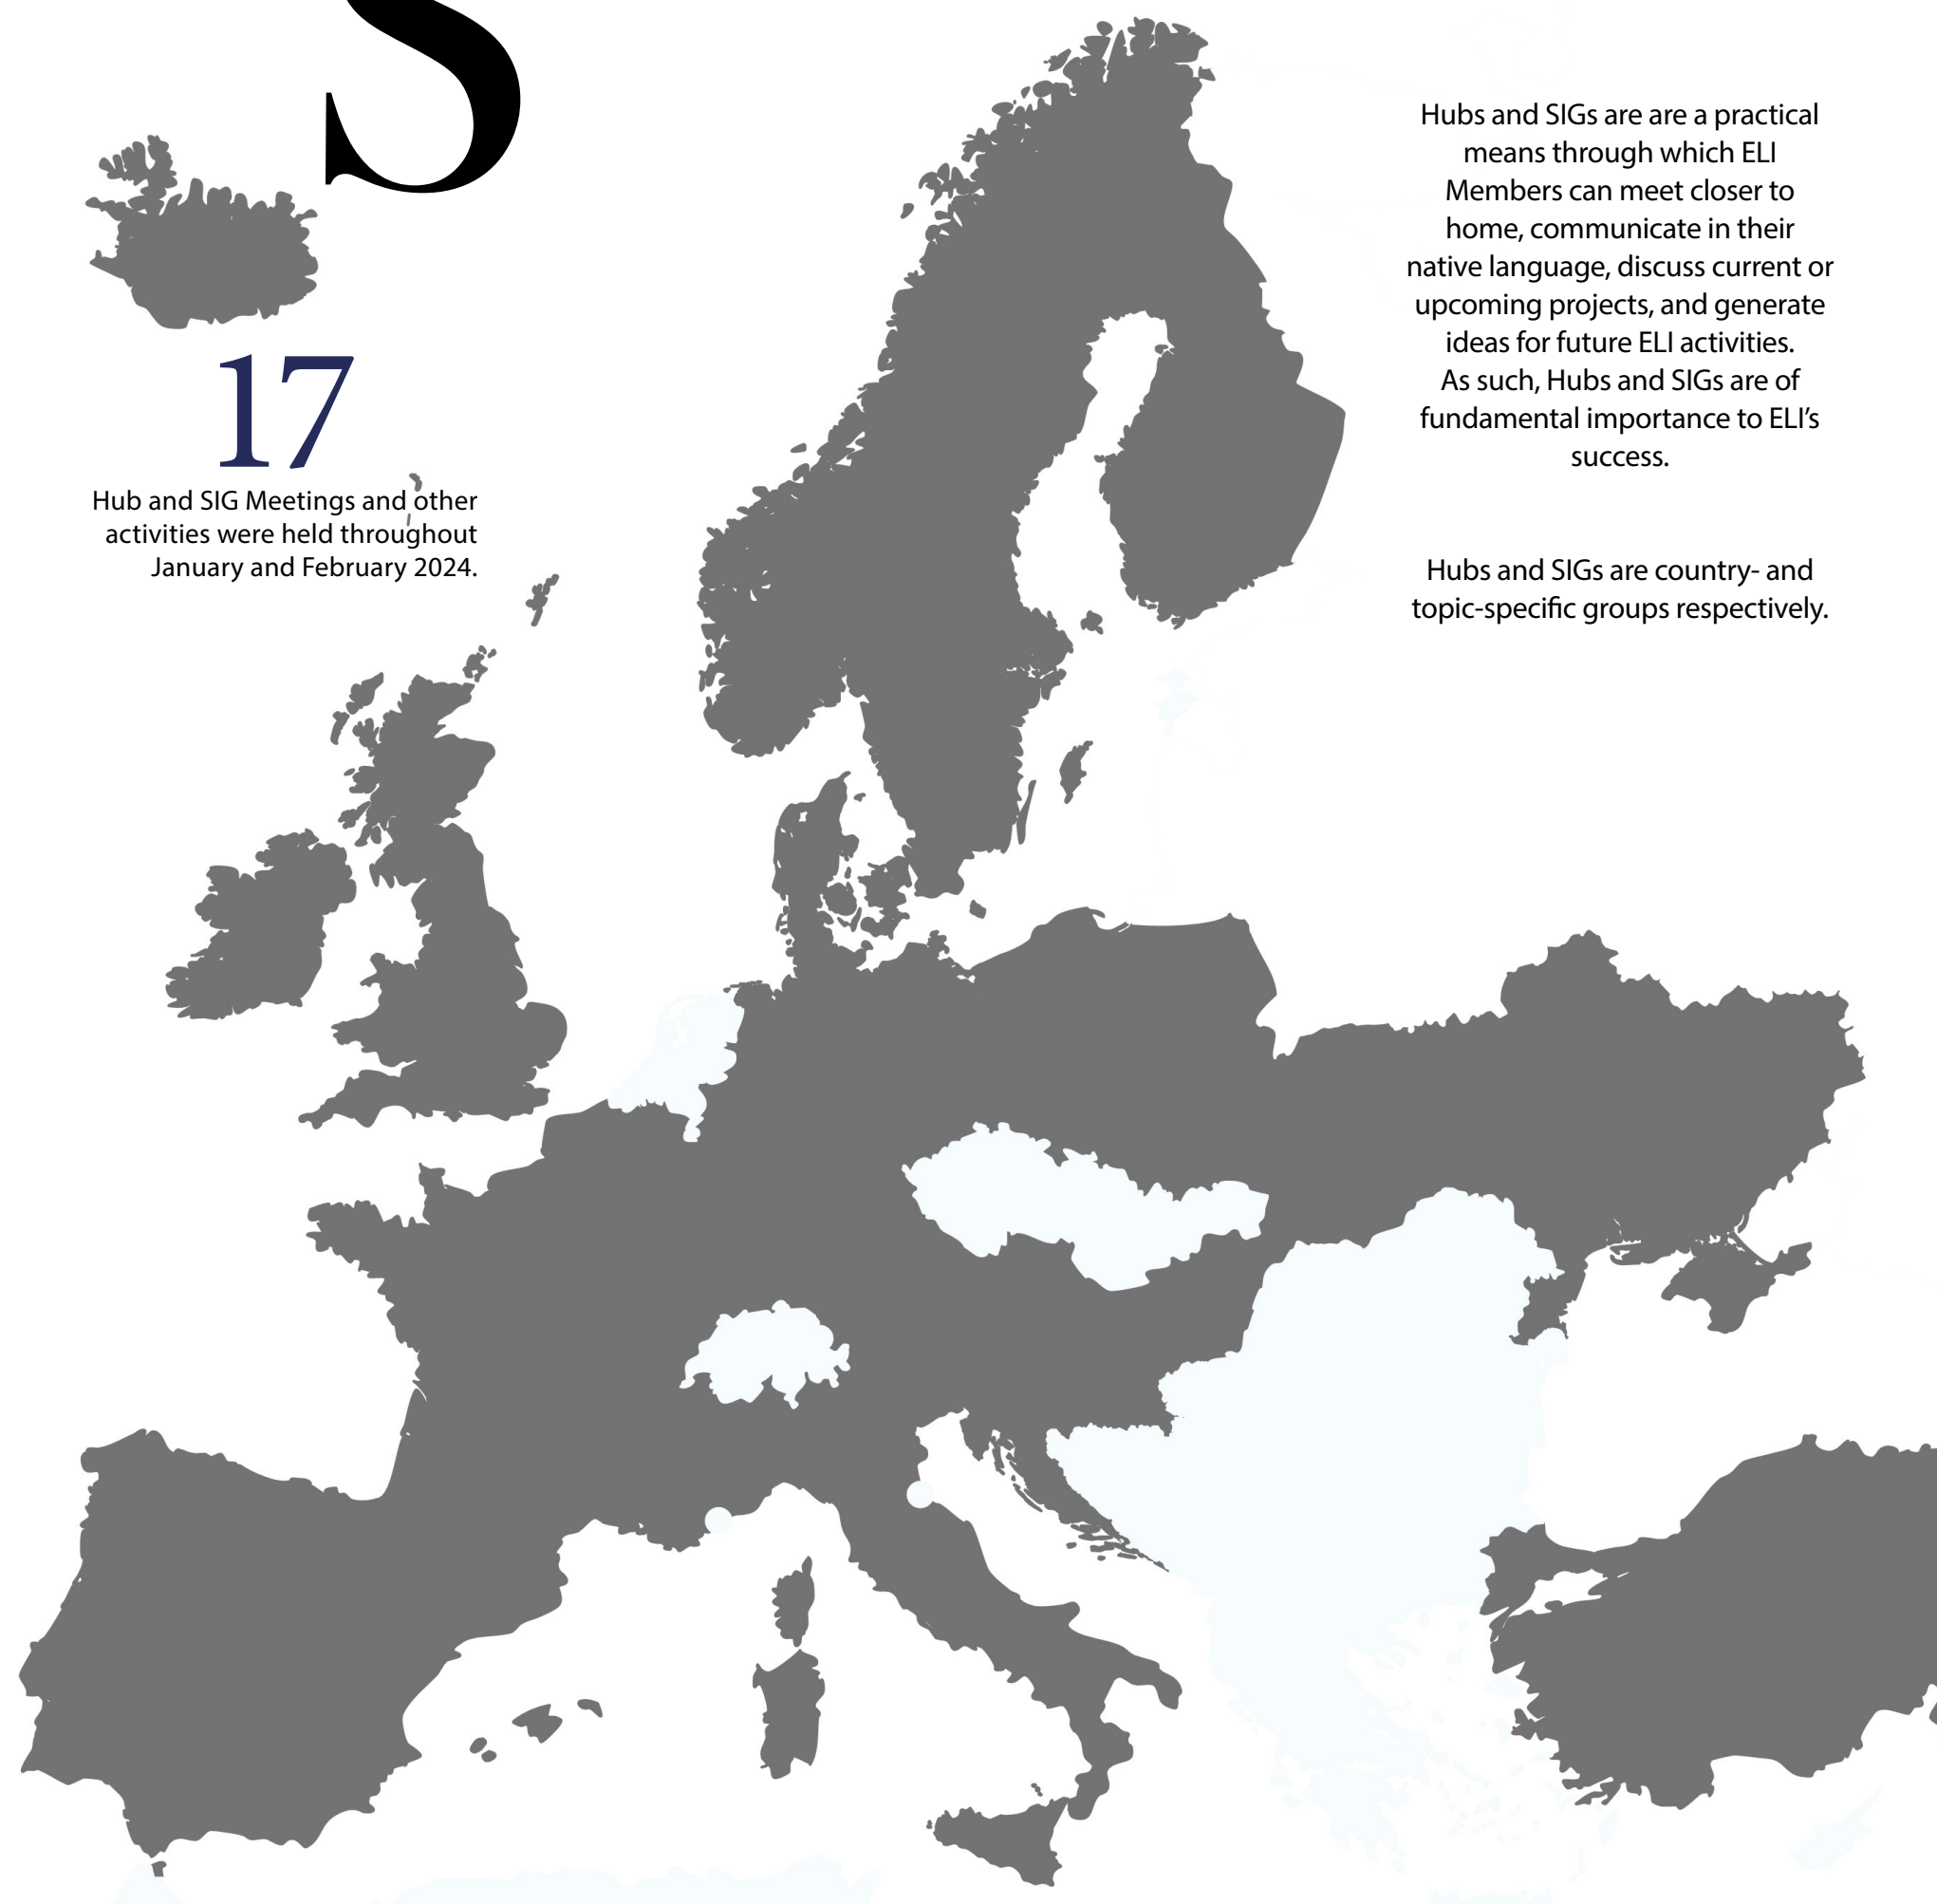 S
Hubs and SIGs are are a practical
means through which ELI
Members can meet closer to
home, communicate in their
native language, discuss current or
upcoming projects, and generate
ideas for future ELI activities.
As such, Hubs and SIGs are of
fundamental importance to ELI’s
success.
Hubs and SIGs are country- and
topic-specific groups respectively.
17
Hub and SIG Meetings and other
activities were held throughout
January and February 2024.